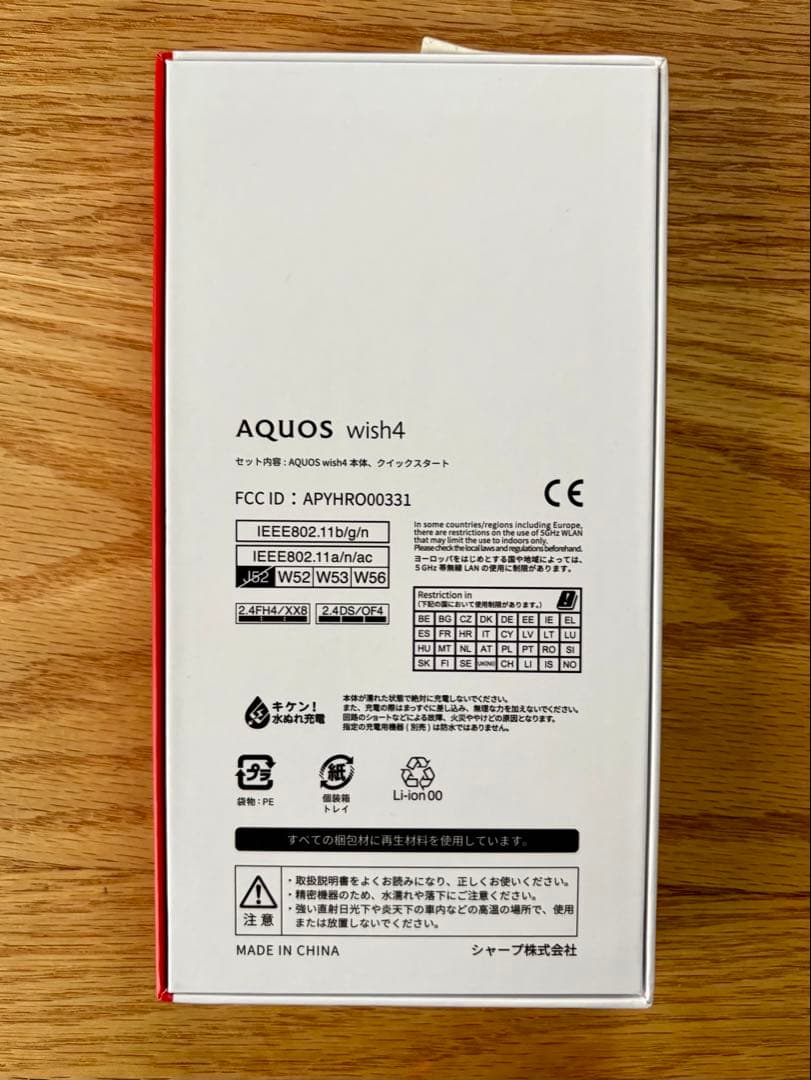 AQUOS wish4
セット内容 : AQUOS wish4 本体、クイックスタート
FCC ID：APYHRO00331
CE
IEEE802.11b/g/n
IEEE802.11a/n/ac
J52 W52 W53 W56
2.4FH4/XX8 2.4DS/OF4
In some countries/regions including Europe,
there are restrictions on the use of 5GHz WLAN
that may limit the use to indoors only.
Please check the local laws and regulations beforehand.
ヨーロッパをはじめとする国や地域によっては、
5 GHz 帯無線 LAN の使用に制限があります。
Restriction in
(下記の国において使用制限があります。)
BE BG CZ DK DE EE IE EL
ES FR HR IT CY LV LT LU
HU MT NL AT PL PT RO SI
SK FI SE UK(NI) CH LI IS NO
キケン！
水ぬれ充電
本体が濡れた状態で絶対に充電しないでください。
また、充電の際はまっすぐに差し込み、無理な力を加えないでください。
回路のショートなどによる故障、火災ややけどの原因となります。
指定の充電用機器 ( 別売 ) は防水ではありません。
プラ
袋物 : PE
紙
個装箱
トレイ
Li-ion 00
すべての梱包材に再生材料を使用しています。
注意
・取扱説明書をよくお読みになり、正しくお使いください。
・精密機器のため、水濡れや落下にご注意ください。
・強い直射日光下や炎天下の車内などの高温の場所で、使用
または放置しないでください。
MADE IN CHINA
シャープ株式会社